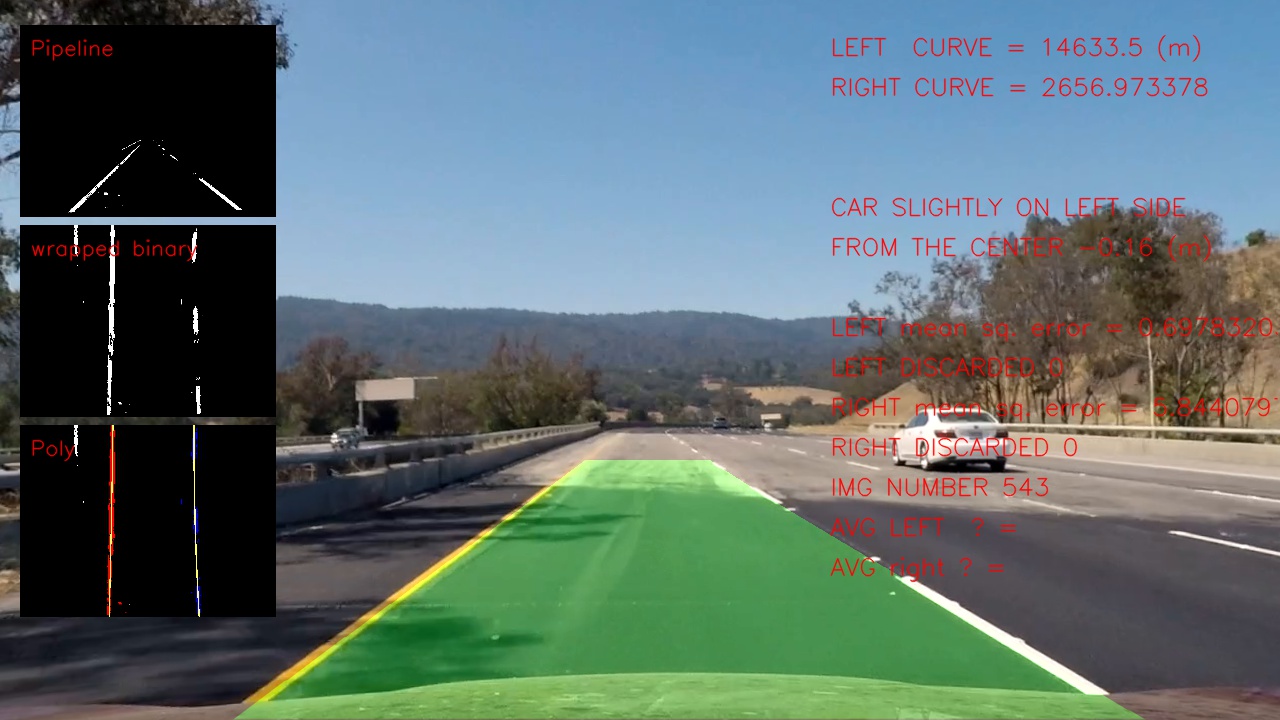 Pipeline
wrapped binary
Poly
LEFT CURVE = 14633.5 (m)
RIGHT CURVE = 2656.973378
CAR SLIGHTLY ON LEFT SIDE
FROM THE CENTER -0.16 (m)
LEFT mean sq. error = 0.6978320
LEFT DISCARDED 0
RIGHT mean sq. error = 5.844079
RIGHT DISCARDED 0
IMG NUMBER 543
AVG LEFT ? =
AVG right ? =